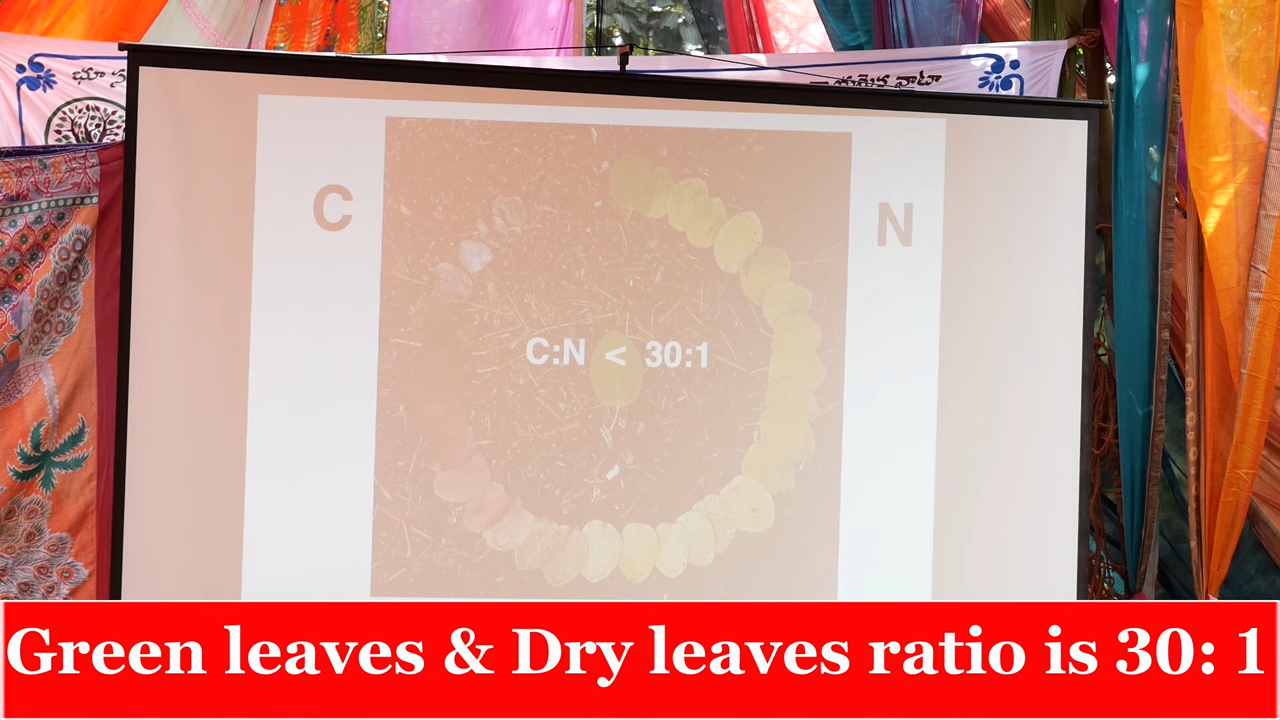 భూ
C
N
C:N < 30:1
Green leaves & Dry leaves ratio is 30: 1